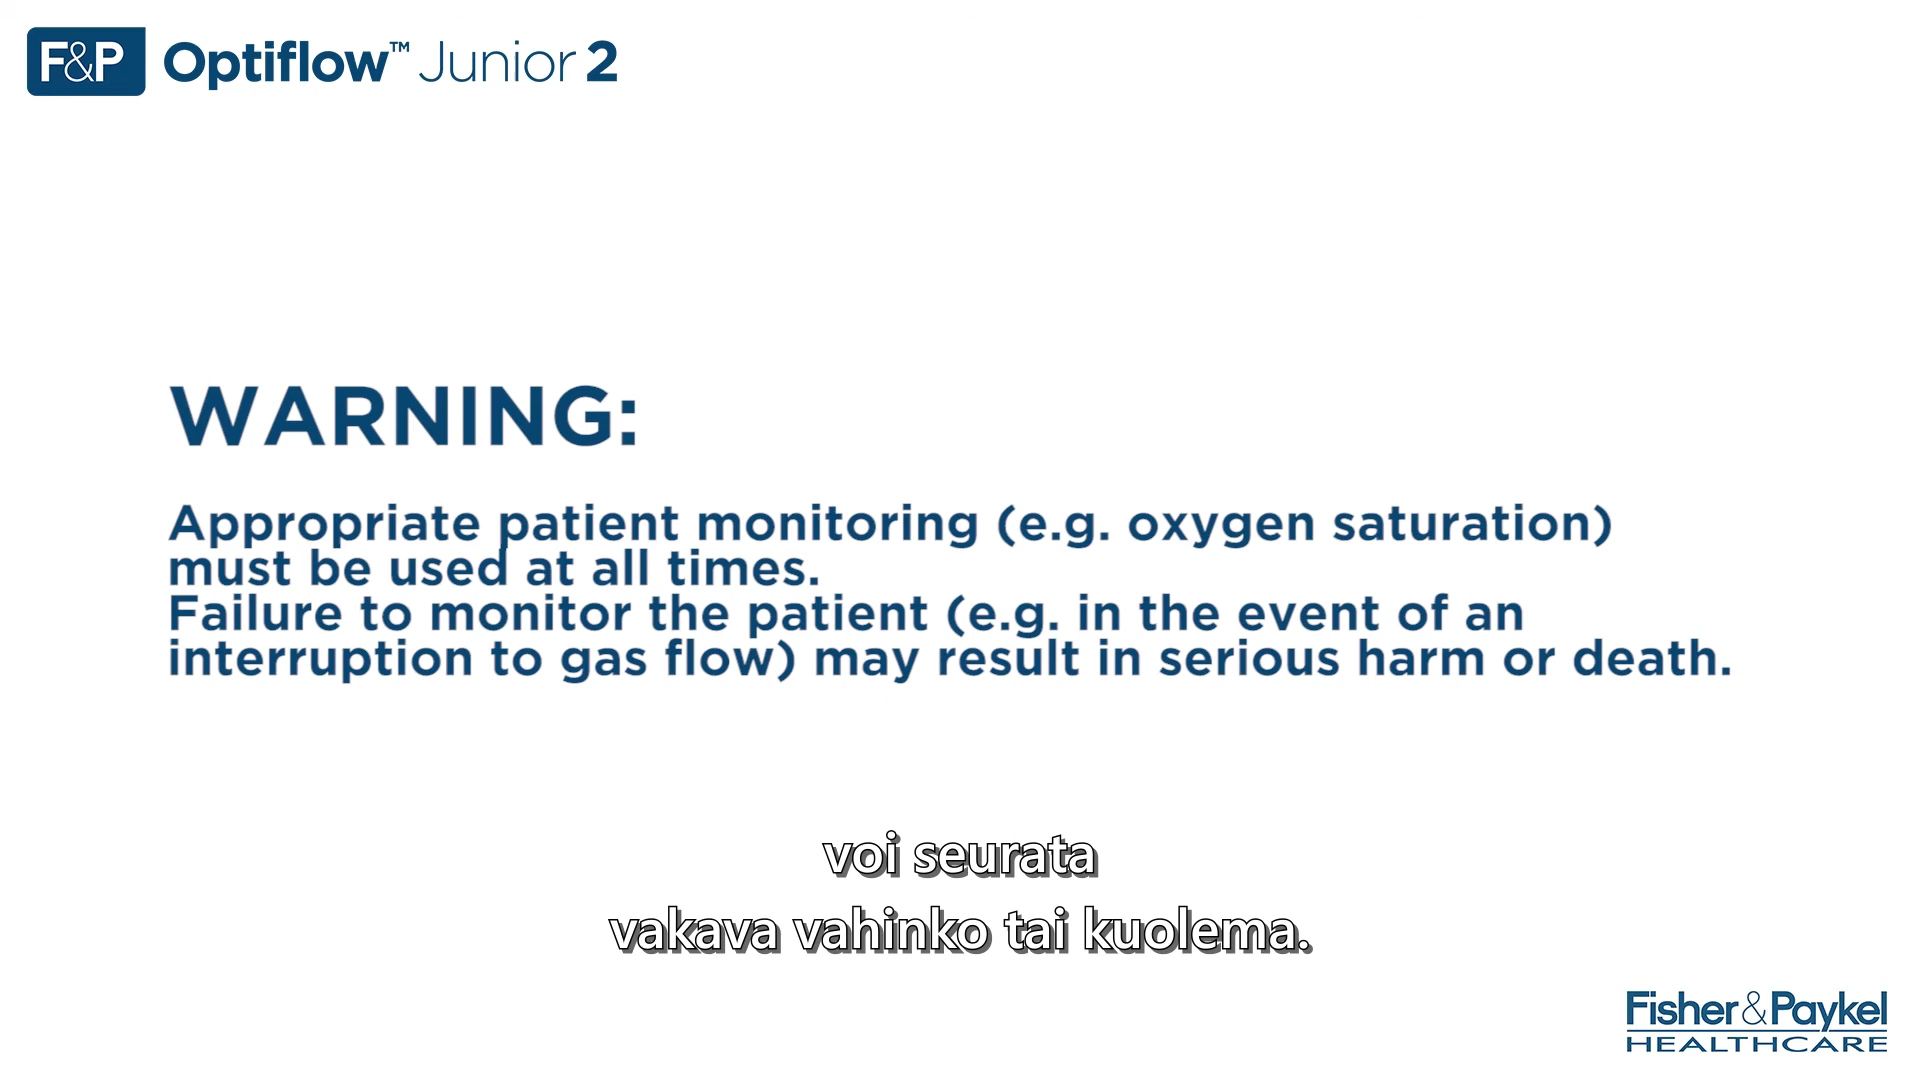 F&P Optiflow™ Junior 2
WARNING:
Appropriate patient monitoring (e.g. oxygen saturation)
must be used at all times.
Failure to monitor the patient (e.g. in the event of an
interruption to gas flow) may result in serious harm or death.
voi seurata
vakava vahinko tai kuolema.
Fisher&Paykel
HEALTHCARE